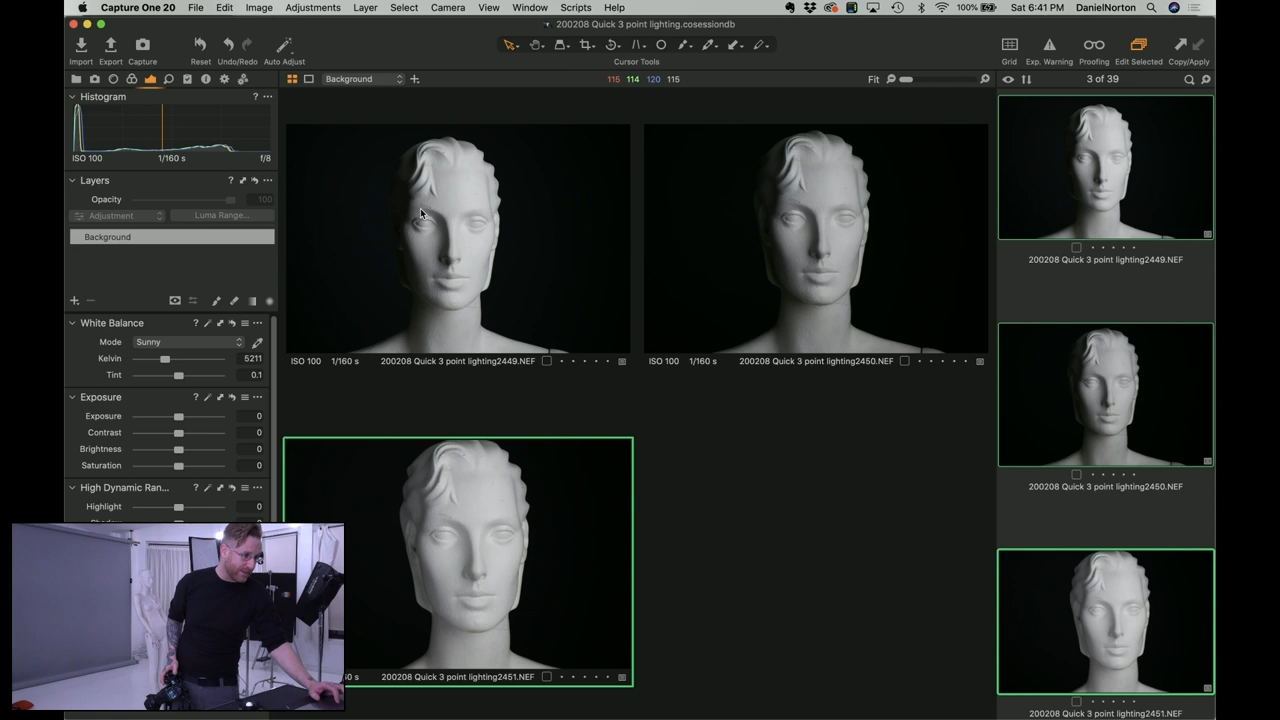 Capture One 20 File Edit Image Adjustments Layer Select Camera View Window Scripts Help 100% Sat 6:41 PM DanielNorton
200208 Quick 3 point lighting.cosessiondb
Import Export Capture Reset Undo/Redo Auto Adjust Cursor Tools Grid Exp. Warning Proofing Edit Selected Copy/Apply
Background 115 114 120 115 Fit 3 of 39
Histogram
ISO 100 1/160 s f/8
Layers
Opacity 100
Adjustment Luma Range...
Background
White Balance
Mode Sunny
Kelvin 5211
Tint 0.1
Exposure
Exposure 0
Contrast 0
Brightness 0
Saturation 0
High Dynamic Ran...
Highlight 0
ISO 100 1/160 s 200208 Quick 3 point lighting2449.NEF
ISO 100 1/160 s 200208 Quick 3 point lighting2450.NEF
200208 Quick 3 point lighting2451.NEF
200208 Quick 3 point lighting2449.NEF
200208 Quick 3 point lighting2450.NEF
200208 Quick 3 point lighting2451.NEF